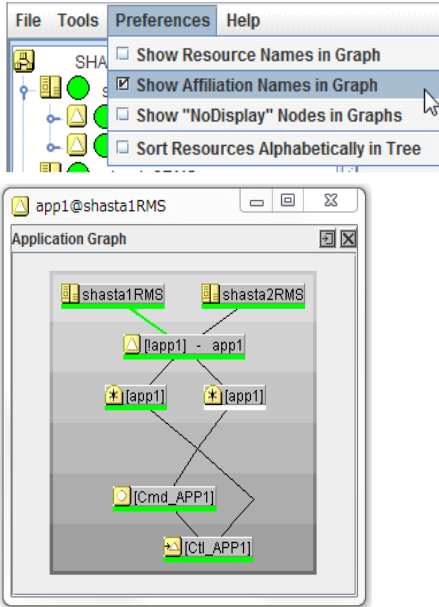 File Tools Preferences Help
SHA
Show Resource Names in Graph
Show Affiliation Names in Graph
Show "NoDisplay" Nodes in Graphs
Sort Resources Alphabetically in Tree
app1@shasta1RMS
Application Graph
shasta1RMS shasta2RMS
[lapp1] - app1
[app1] [app1]
[Cmd_APP1]
[Ctl_APP1]